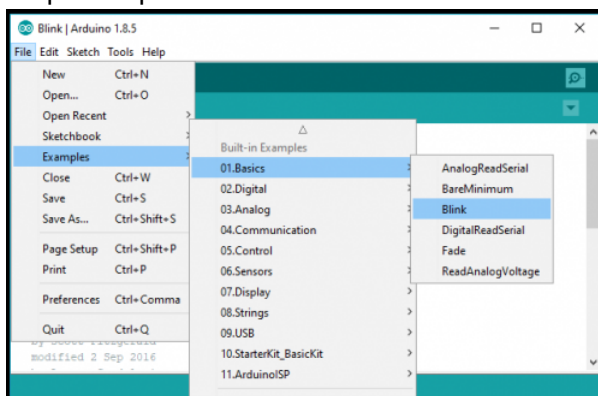 Blink | Arduino 1.8.5
File Edit Sketch Tools Help
New Ctrl+N
Open... Ctrl+O
Open Recent
Sketchbook
Examples
Close Ctrl+W
Save Ctrl+S
Save As... Ctrl+Shift+S
Page Setup Ctrl+Shift+P
Print Ctrl+P
Preferences Ctrl+Comma
Quit Ctrl+Q
Built-in Examples
01.Basics
02.Digital
03.Analog
04.Communication
05.Control
06.Sensors
07.Display
08.Strings
09.USB
10.StarterKit_BasicKit
11.ArduinoISP
AnalogReadSerial
BareMinimum
Blink
DigitalReadSerial
Fade
ReadAnalogVoltage
modified 2 Sep 2016